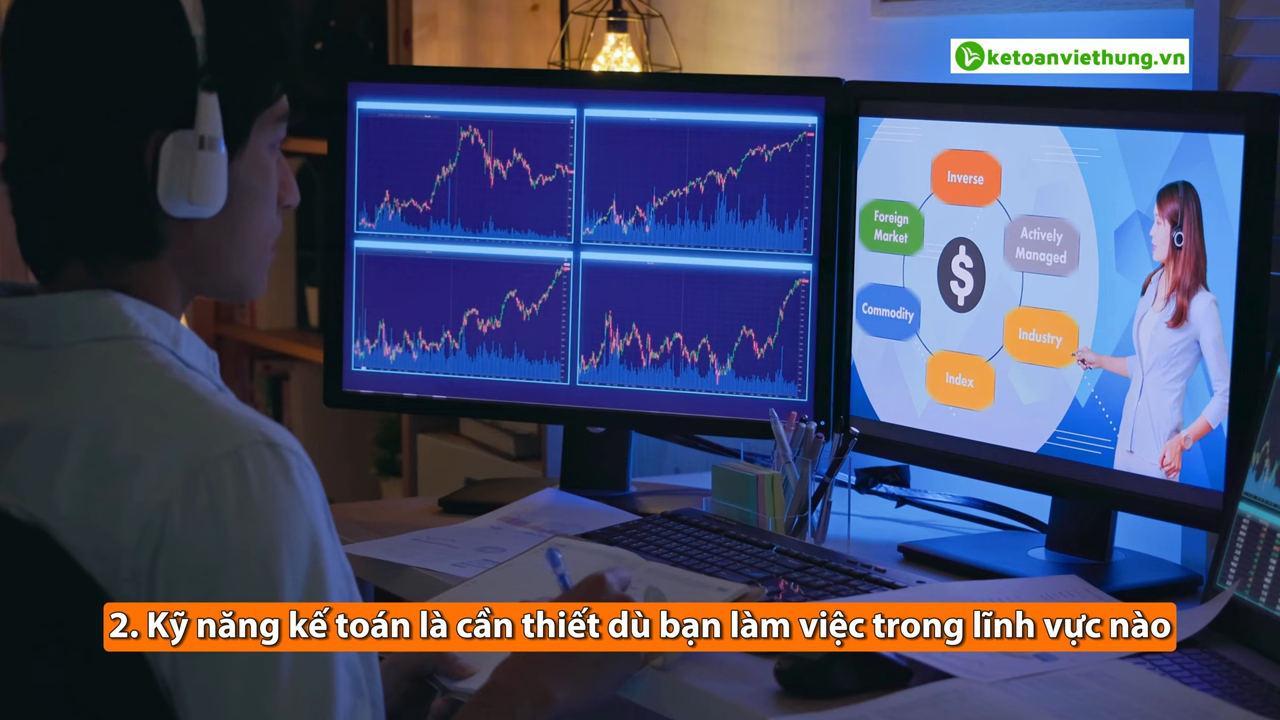 ketoanviethung.vn
Inverse
Foreign
Market
Actively
Managed
Commodity
Industry
Index
2. Kỹ năng kế toán là cần thiết dù bạn làm việc trong lĩnh vực nào